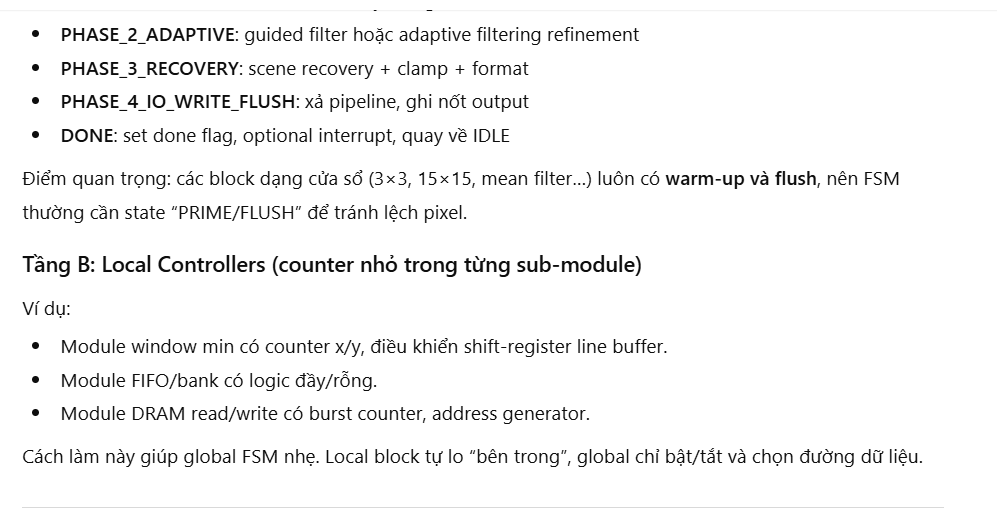 PHASE_2_ADAPTIVE: guided filter hoặc adaptive filtering refinement
PHASE_3_RECOVERY: scene recovery + clamp + format
PHASE_4_IO_WRITE_FLUSH: xả pipeline, ghi nốt output
DONE: set done flag, optional interrupt, quay về IDLE
Điểm quan trọng: các block dạng cửa sổ (3×3, 15×15, mean filter…) luôn có warm-up và flush, nên FSM
thường cần state “PRIME/FLUSH” để tránh lệch pixel.
Tầng B: Local Controllers (counter nhỏ trong từng sub-module)
Ví dụ:
Module window min có counter x/y, điều khiển shift-register line buffer.
Module FIFO/bank có logic đầy/rỗng.
Module DRAM read/write có burst counter, address generator.
Cách làm này giúp global FSM nhẹ. Local block tự lo “bên trong”, global chỉ bật/tắt và chọn đường dữ liệu.